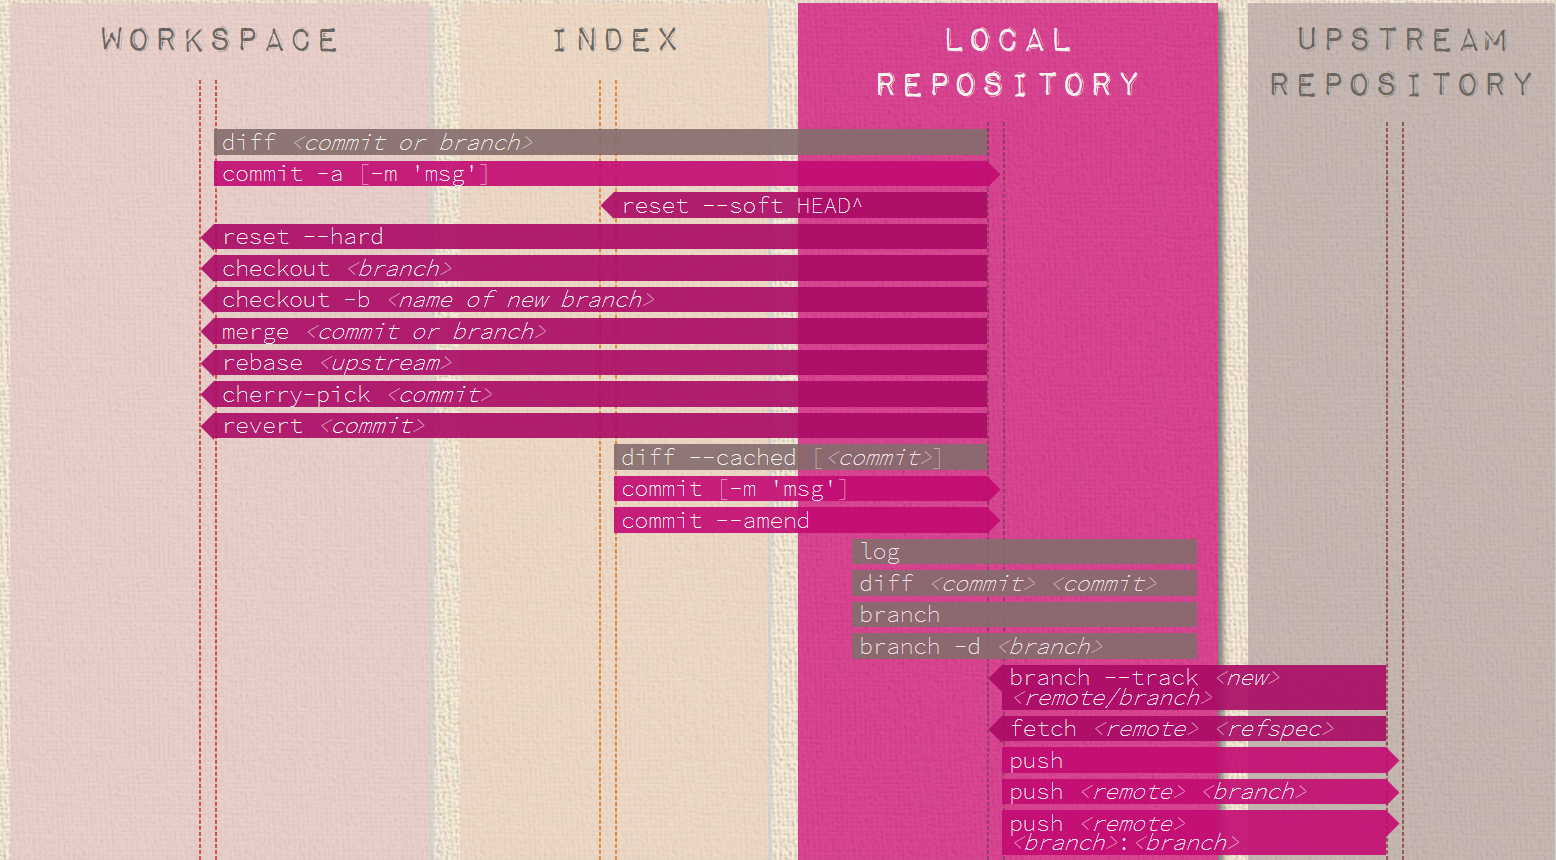 WORKSPACE
INDEX
LOCAL
REPOSITORY
UPSTREAM
REPOSITORY
diff <commit or branch>
commit -a [-m 'msg']
reset --soft HEAD^
reset --hard
checkout <branch>
checkout -b <name of new branch>
merge <commit or branch>
rebase <upstream>
cherry-pick <commit>
revert <commit>
diff --cached [<commit>]
commit [-m 'msg']
commit --amend
log
diff <commit> <commit>
branch
branch -d <branch>
branch --track <new>
<remote/branch>
fetch <remote> <refspec>
push
push <remote> <branch>
push <remote>
<branch>:<branch>